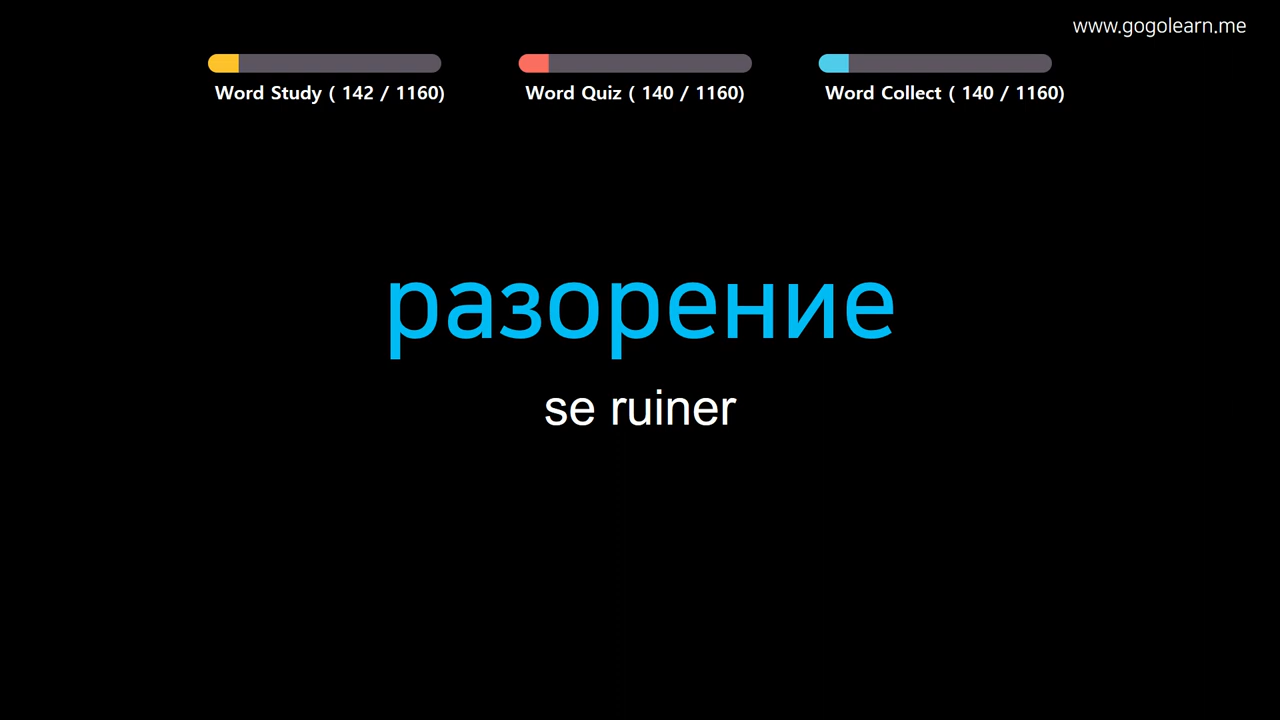 www.gogolearn.me
Word Study ( 142 / 1160)
Word Quiz ( 140 / 1160)
Word Collect ( 140 / 1160)
разорение
se ruiner